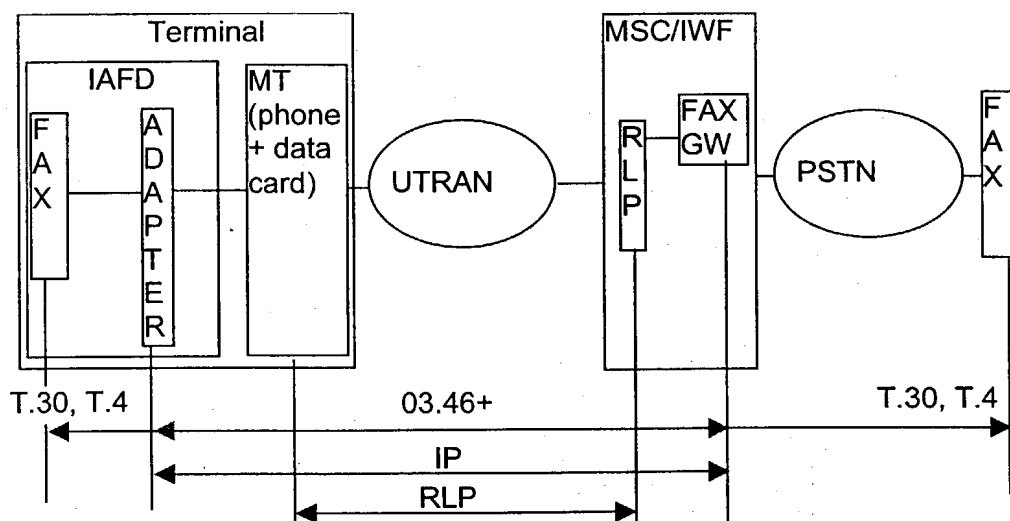 Terminal
MSC/IWF
IAFD
MT
(phone
+ data
card)
FAX
ADAPTER
UTRAN
RLP
FAX
GW
PSTN
FAX
T.30, T.4
03.46+
T.30, T.4
IP
RLP